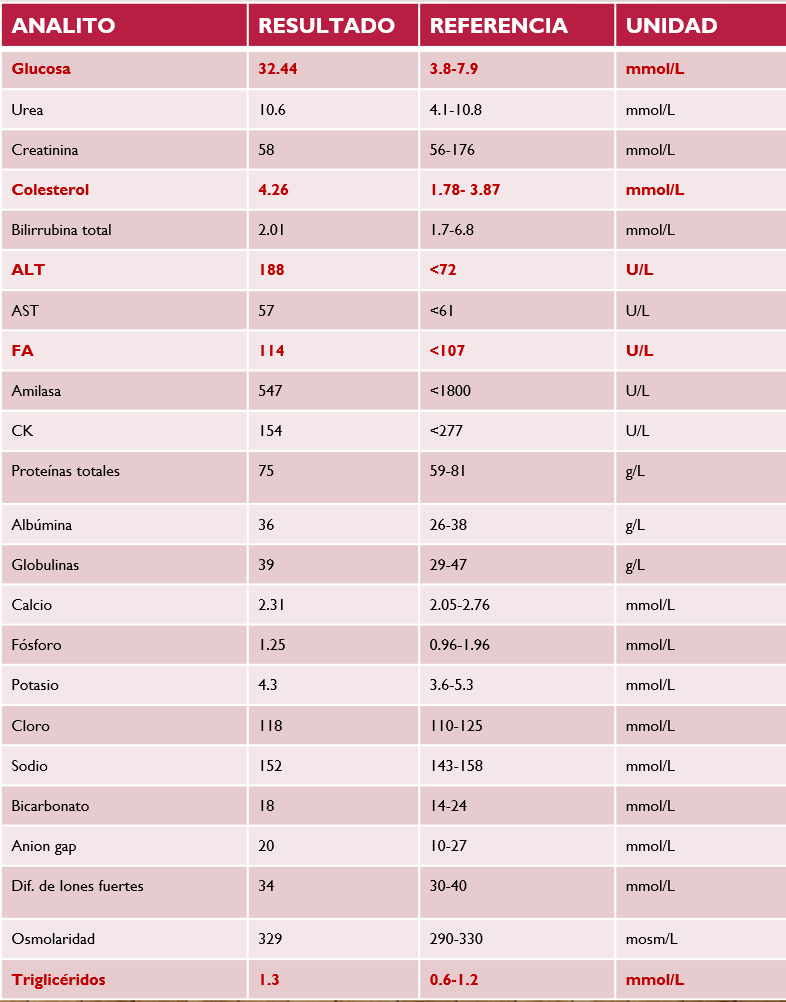 ANALITO RESULTADO REFERENCIA UNIDAD
Glucosa 32.44 3.8-7.9 mmol/L
Urea 10.6 4.1-10.8 mmol/L
Creatinina 58 56-176 mmol/L
Colesterol 4.26 1.78- 3.87 mmol/L
Bilirrubina total 2.01 1.7-6.8 mmol/L
ALT 188 <72 U/L
AST 57 <61 U/L
FA 114 <107 U/L
Amilasa 547 <1800 U/L
CK 154 <277 U/L
Proteínas totales 75 59-81 g/L
Albúmina 36 26-38 g/L
Globulinas 39 29-47 g/L
Calcio 2.31 2.05-2.76 mmol/L
Fósforo 1.25 0.96-1.96 mmol/L
Potasio 4.3 3.6-5.3 mmol/L
Cloro 118 110-125 mmol/L
Sodio 152 143-158 mmol/L
Bicarbonato 18 14-24 mmol/L
Anion gap 20 10-27 mmol/L
Dif. de Iones fuertes 34 30-40 mmol/L
Osmolaridad 329 290-330 mosm/L
Triglicéridos 1.3 0.6-1.2 mmol/L